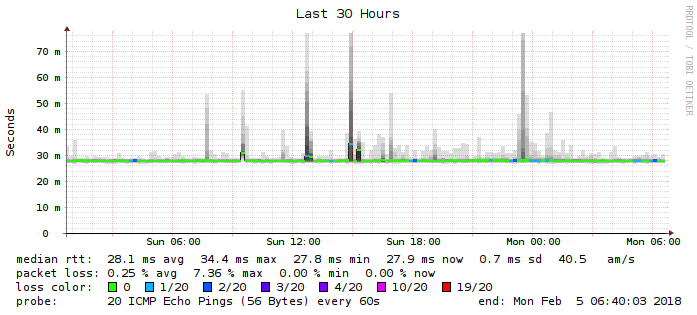 Last 30 Hours
RRDTOOL / TOBI OETIKER
Seconds
70 m
60 m
50 m
40 m
30 m
20 m
10 m
0
Sun 06:00 Sun 12:00 Sun 18:00 Mon 00:00 Mon 06:00
median rtt: 28.1 ms avg 34.4 ms max 27.8 ms min 27.9 ms now 0.7 ms sd 40.5 am/s
packet loss: 0.25 % avg 7.36 % max 0.00 % min 0.00 % now
loss color: 0 1/20 2/20 3/20 4/20 10/20 19/20
probe: 20 ICMP Echo Pings (56 Bytes) every 60s end: Mon Feb 5 06:40:03 2018